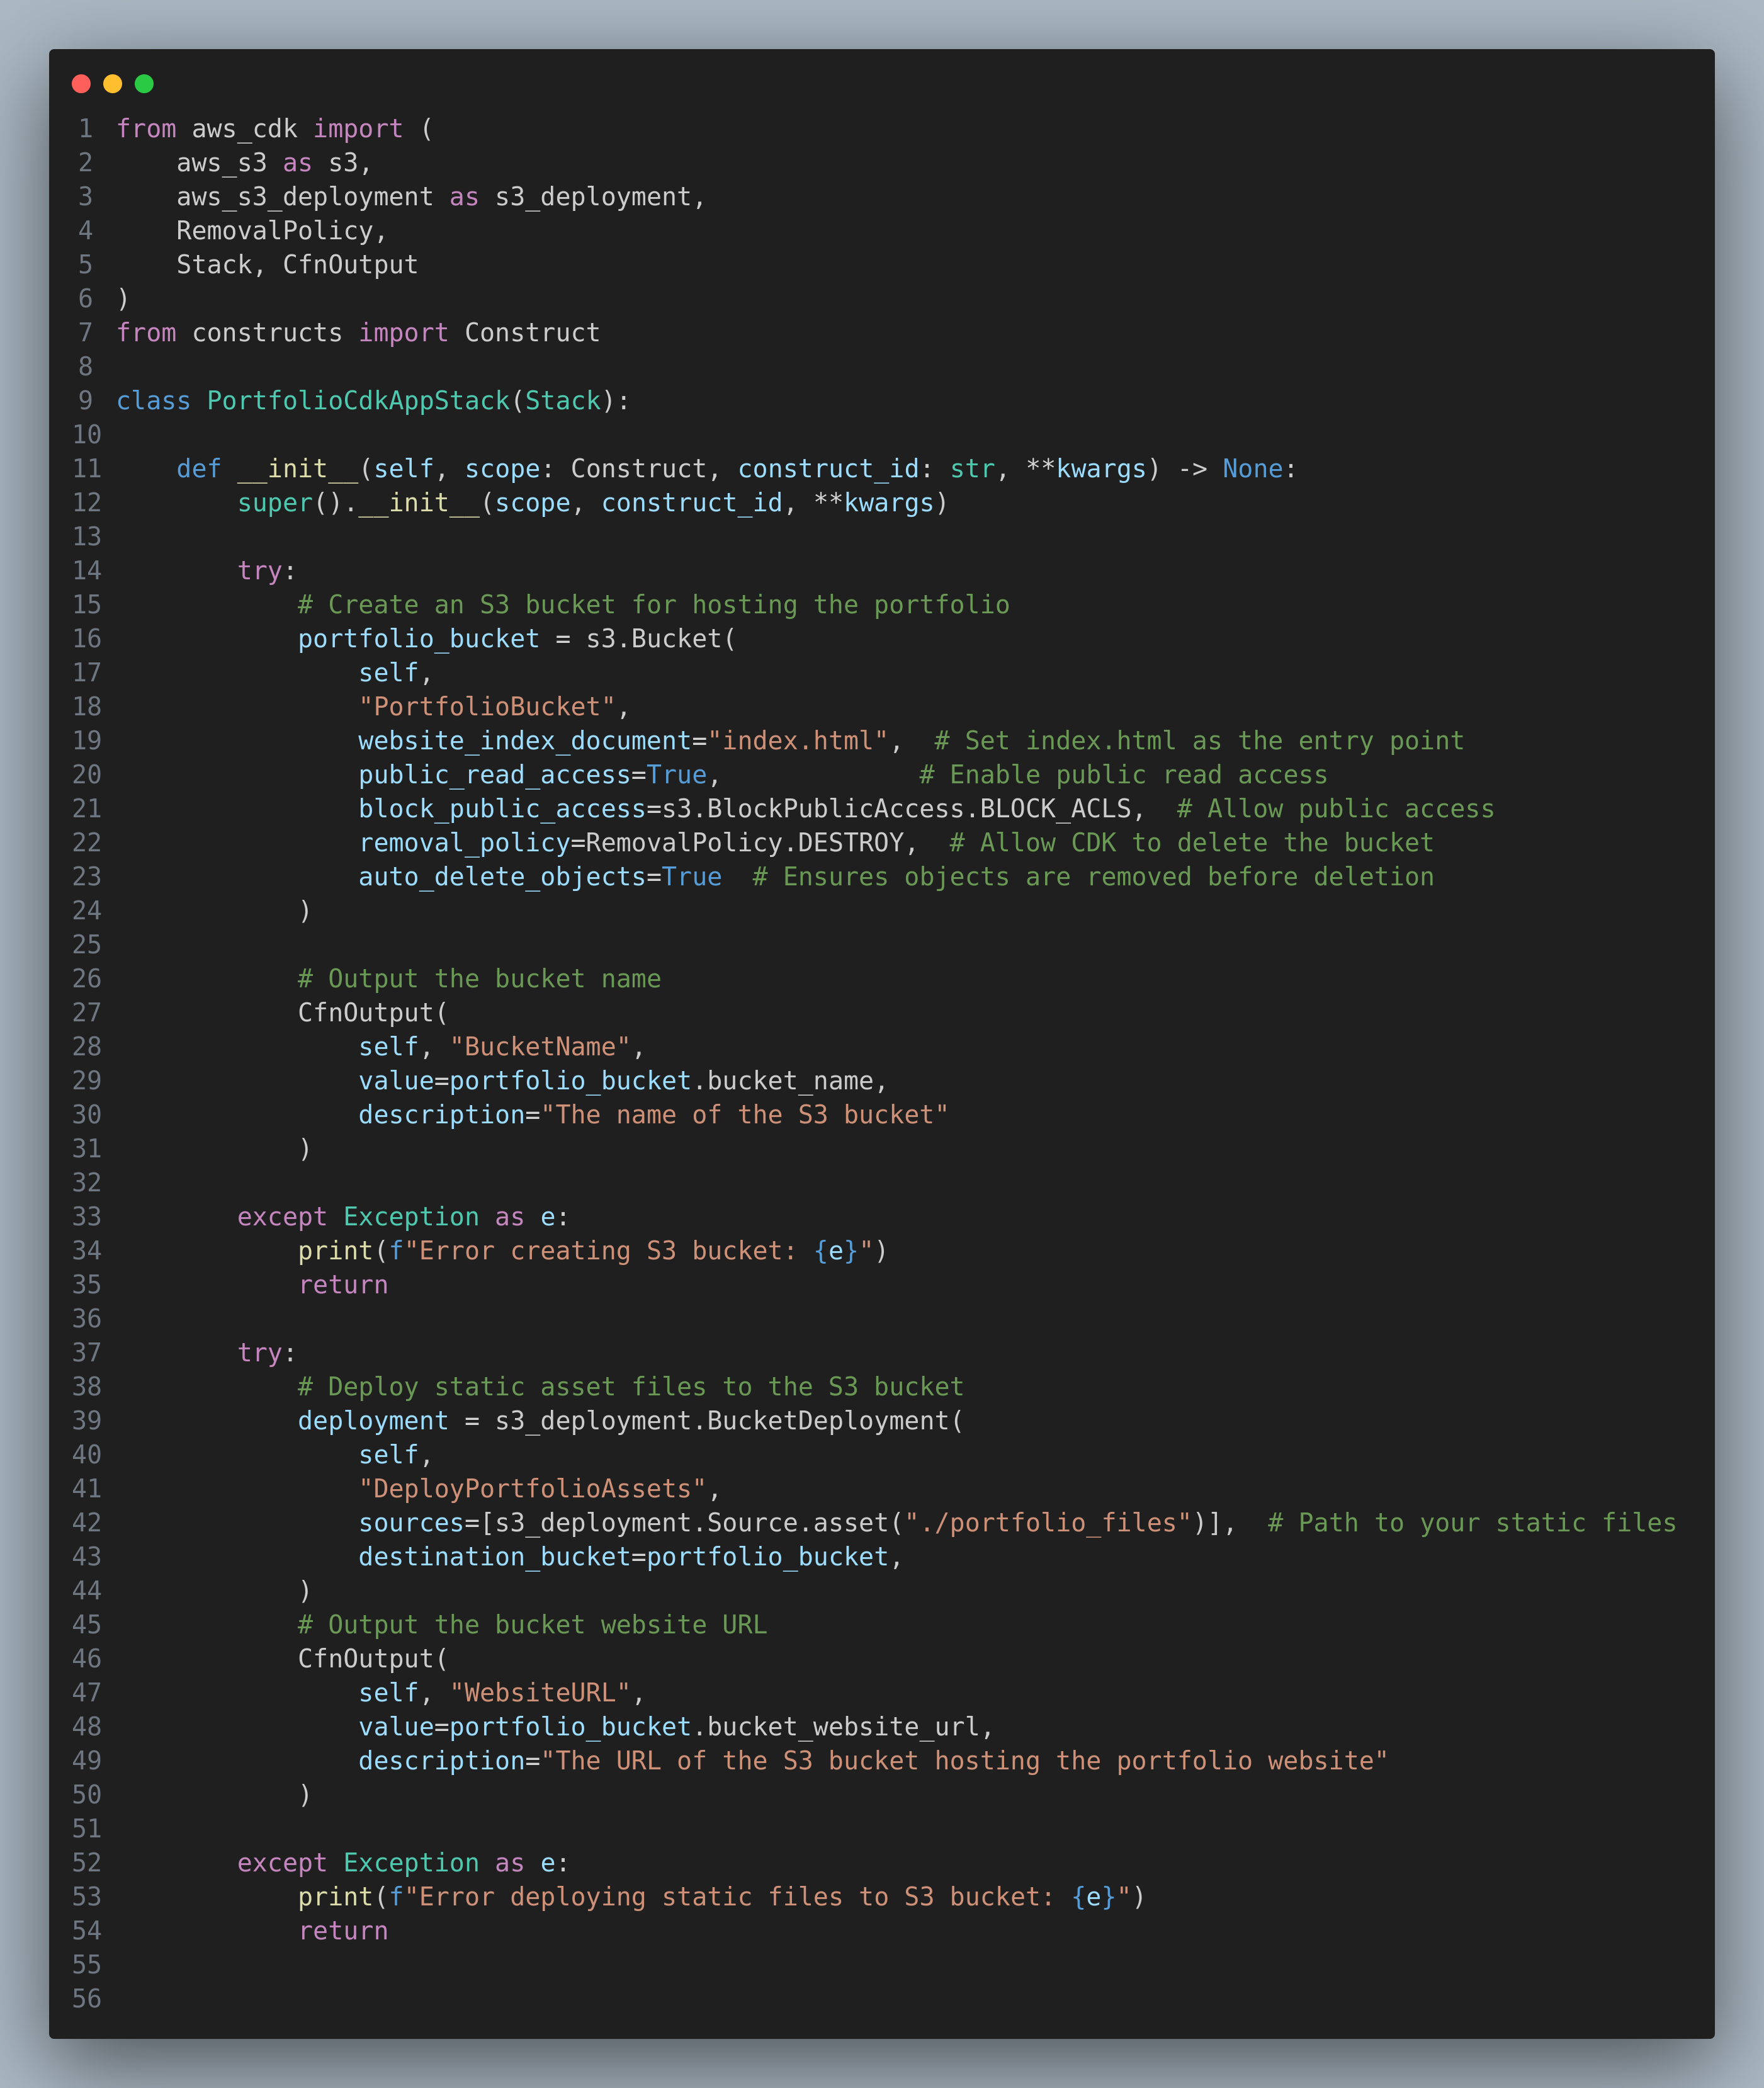 1 from aws_cdk import (
2     aws_s3 as s3,
3     aws_s3_deployment as s3_deployment,
4     RemovalPolicy,
5     Stack, CfnOutput
6 )
7 from constructs import Construct
8
9 class PortfolioCdkAppStack(Stack):
10
11     def __init__(self, scope: Construct, construct_id: str, **kwargs) -> None:
12         super().__init__(scope, construct_id, **kwargs)
13
14         try:
15             # Create an S3 bucket for hosting the portfolio
16             portfolio_bucket = s3.Bucket(
17                 self,
18                 "PortfolioBucket",
19                 website_index_document="index.html",  # Set index.html as the entry point
20                 public_read_access=True,             # Enable public read access
21                 block_public_access=s3.BlockPublicAccess.BLOCK_ACLS,  # Allow public access
22                 removal_policy=RemovalPolicy.DESTROY,  # Allow CDK to delete the bucket
23                 auto_delete_objects=True  # Ensures objects are removed before deletion
24             )
25
26             # Output the bucket name
27             CfnOutput(
28                 self, "BucketName",
29                 value=portfolio_bucket.bucket_name,
30                 description="The name of the S3 bucket"
31             )
32
33         except Exception as e:
34             print(f"Error creating S3 bucket: {e}")
35             return
36
37         try:
38             # Deploy static asset files to the S3 bucket
39             deployment = s3_deployment.BucketDeployment(
40                 self,
41                 "DeployPortfolioAssets",
42                 sources=[s3_deployment.Source.asset("./portfolio_files")],  # Path to your static files
43                 destination_bucket=portfolio_bucket,
44             )
45             # Output the bucket website URL
46             CfnOutput(
47                 self, "WebsiteURL",
48                 value=portfolio_bucket.bucket_website_url,
49                 description="The URL of the S3 bucket hosting the portfolio website"
50             )
51
52         except Exception as e:
53             print(f"Error deploying static files to S3 bucket: {e}")
54             return
55
56